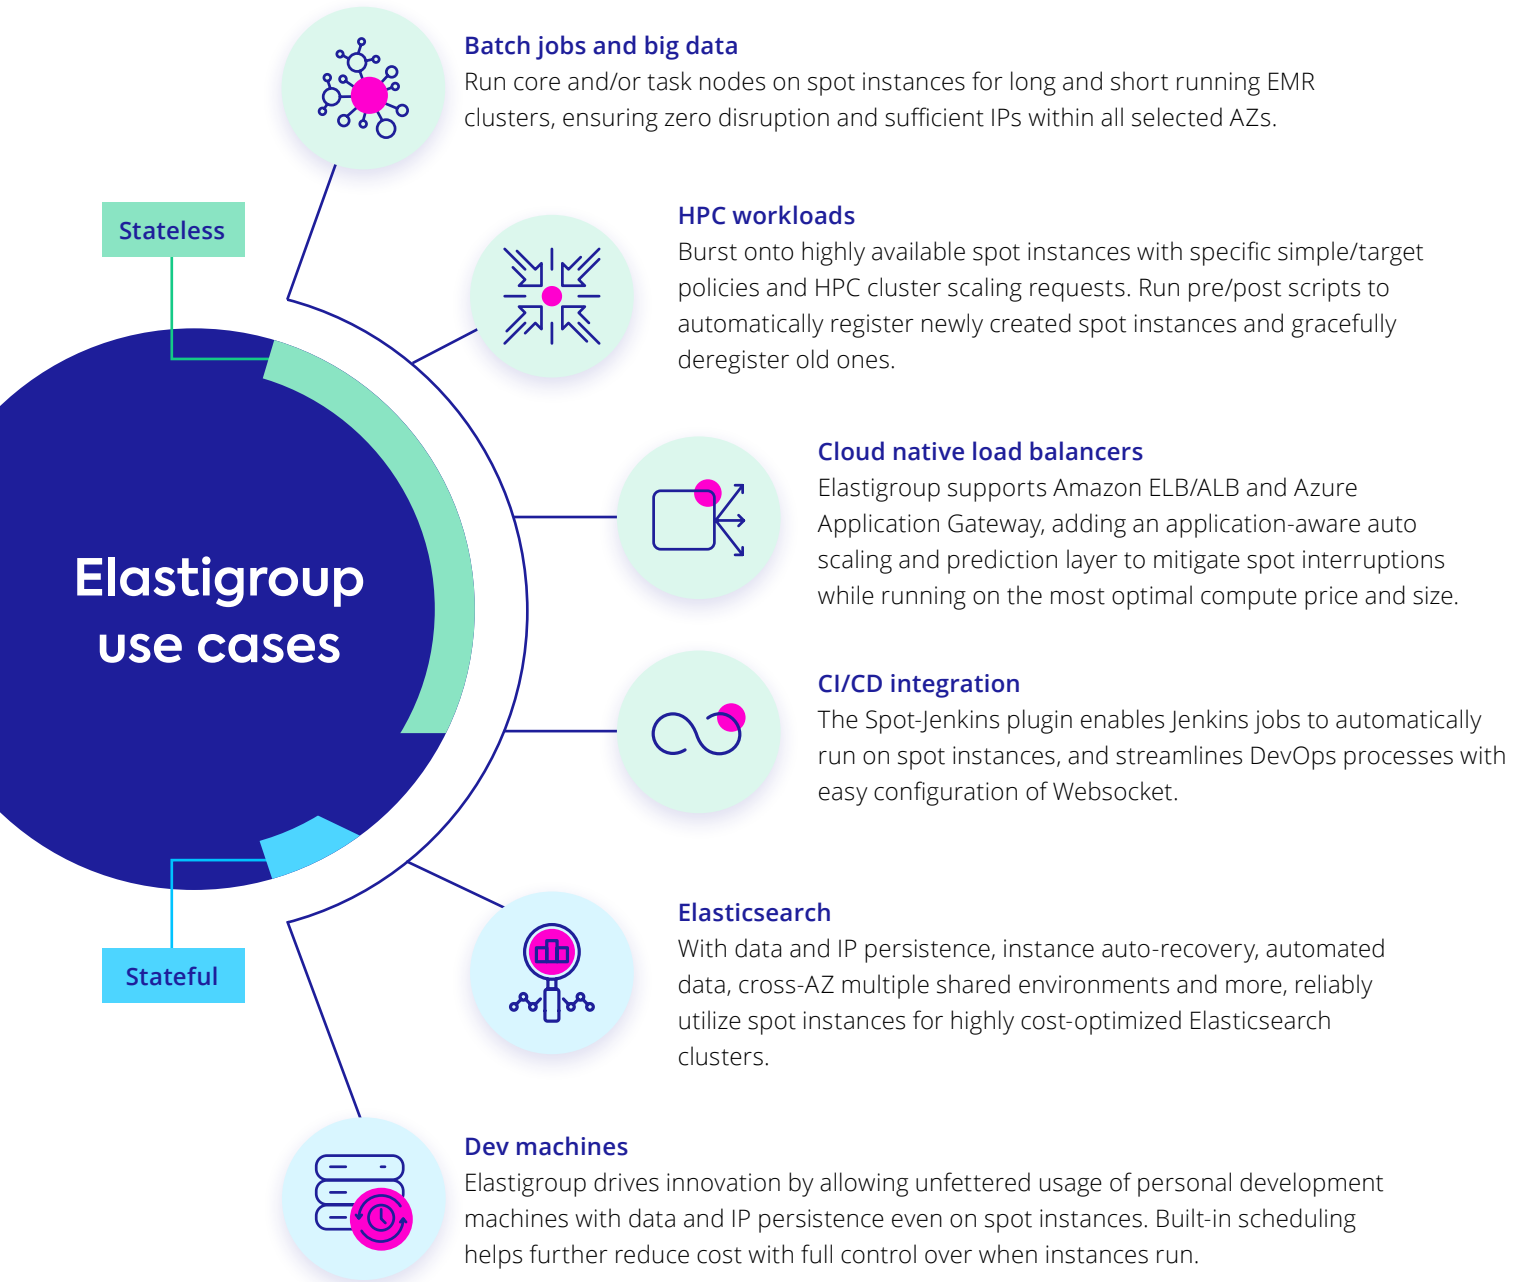 Batch jobs and big data
Run core and/or task nodes on spot instances for long and short running EMR
clusters, ensuring zero disruption and sufficient IPs within all selected AZs.
Stateless
HPC workloads
Burst onto highly available spot instances with specific simple/target
policies and HPC cluster scaling requests. Run pre/post scripts to
automatically register newly created spot instances and gracefully
deregister old ones.
Cloud native load balancers
Elastigroup supports Amazon ELB/ALB and Azure
Application Gateway, adding an application-aware auto
scaling and prediction layer to mitigate spot interruptions
while running on the most optimal compute price and size.
Elastigroup
use cases
CI/CD integration
The Spot-Jenkins plugin enables Jenkins jobs to automatically
run on spot instances, and streamlines DevOps processes with
easy configuration of Websocket.
Elasticsearch
With data and IP persistence, instance auto-recovery, automated
data, cross-AZ multiple shared environments and more, reliably
utilize spot instances for highly cost-optimized Elasticsearch
clusters.
Stateful
Dev machines
Elastigroup drives innovation by allowing unfettered usage of personal development
machines with data and IP persistence even on spot instances. Built-in scheduling
helps further reduce cost with full control over when instances run.